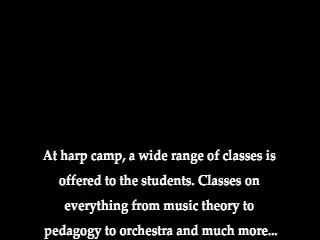 At harp camp, a wide range of classes is
offered to the students. Classes on
everything from music theory to
pedagogy to orchestra and much more...